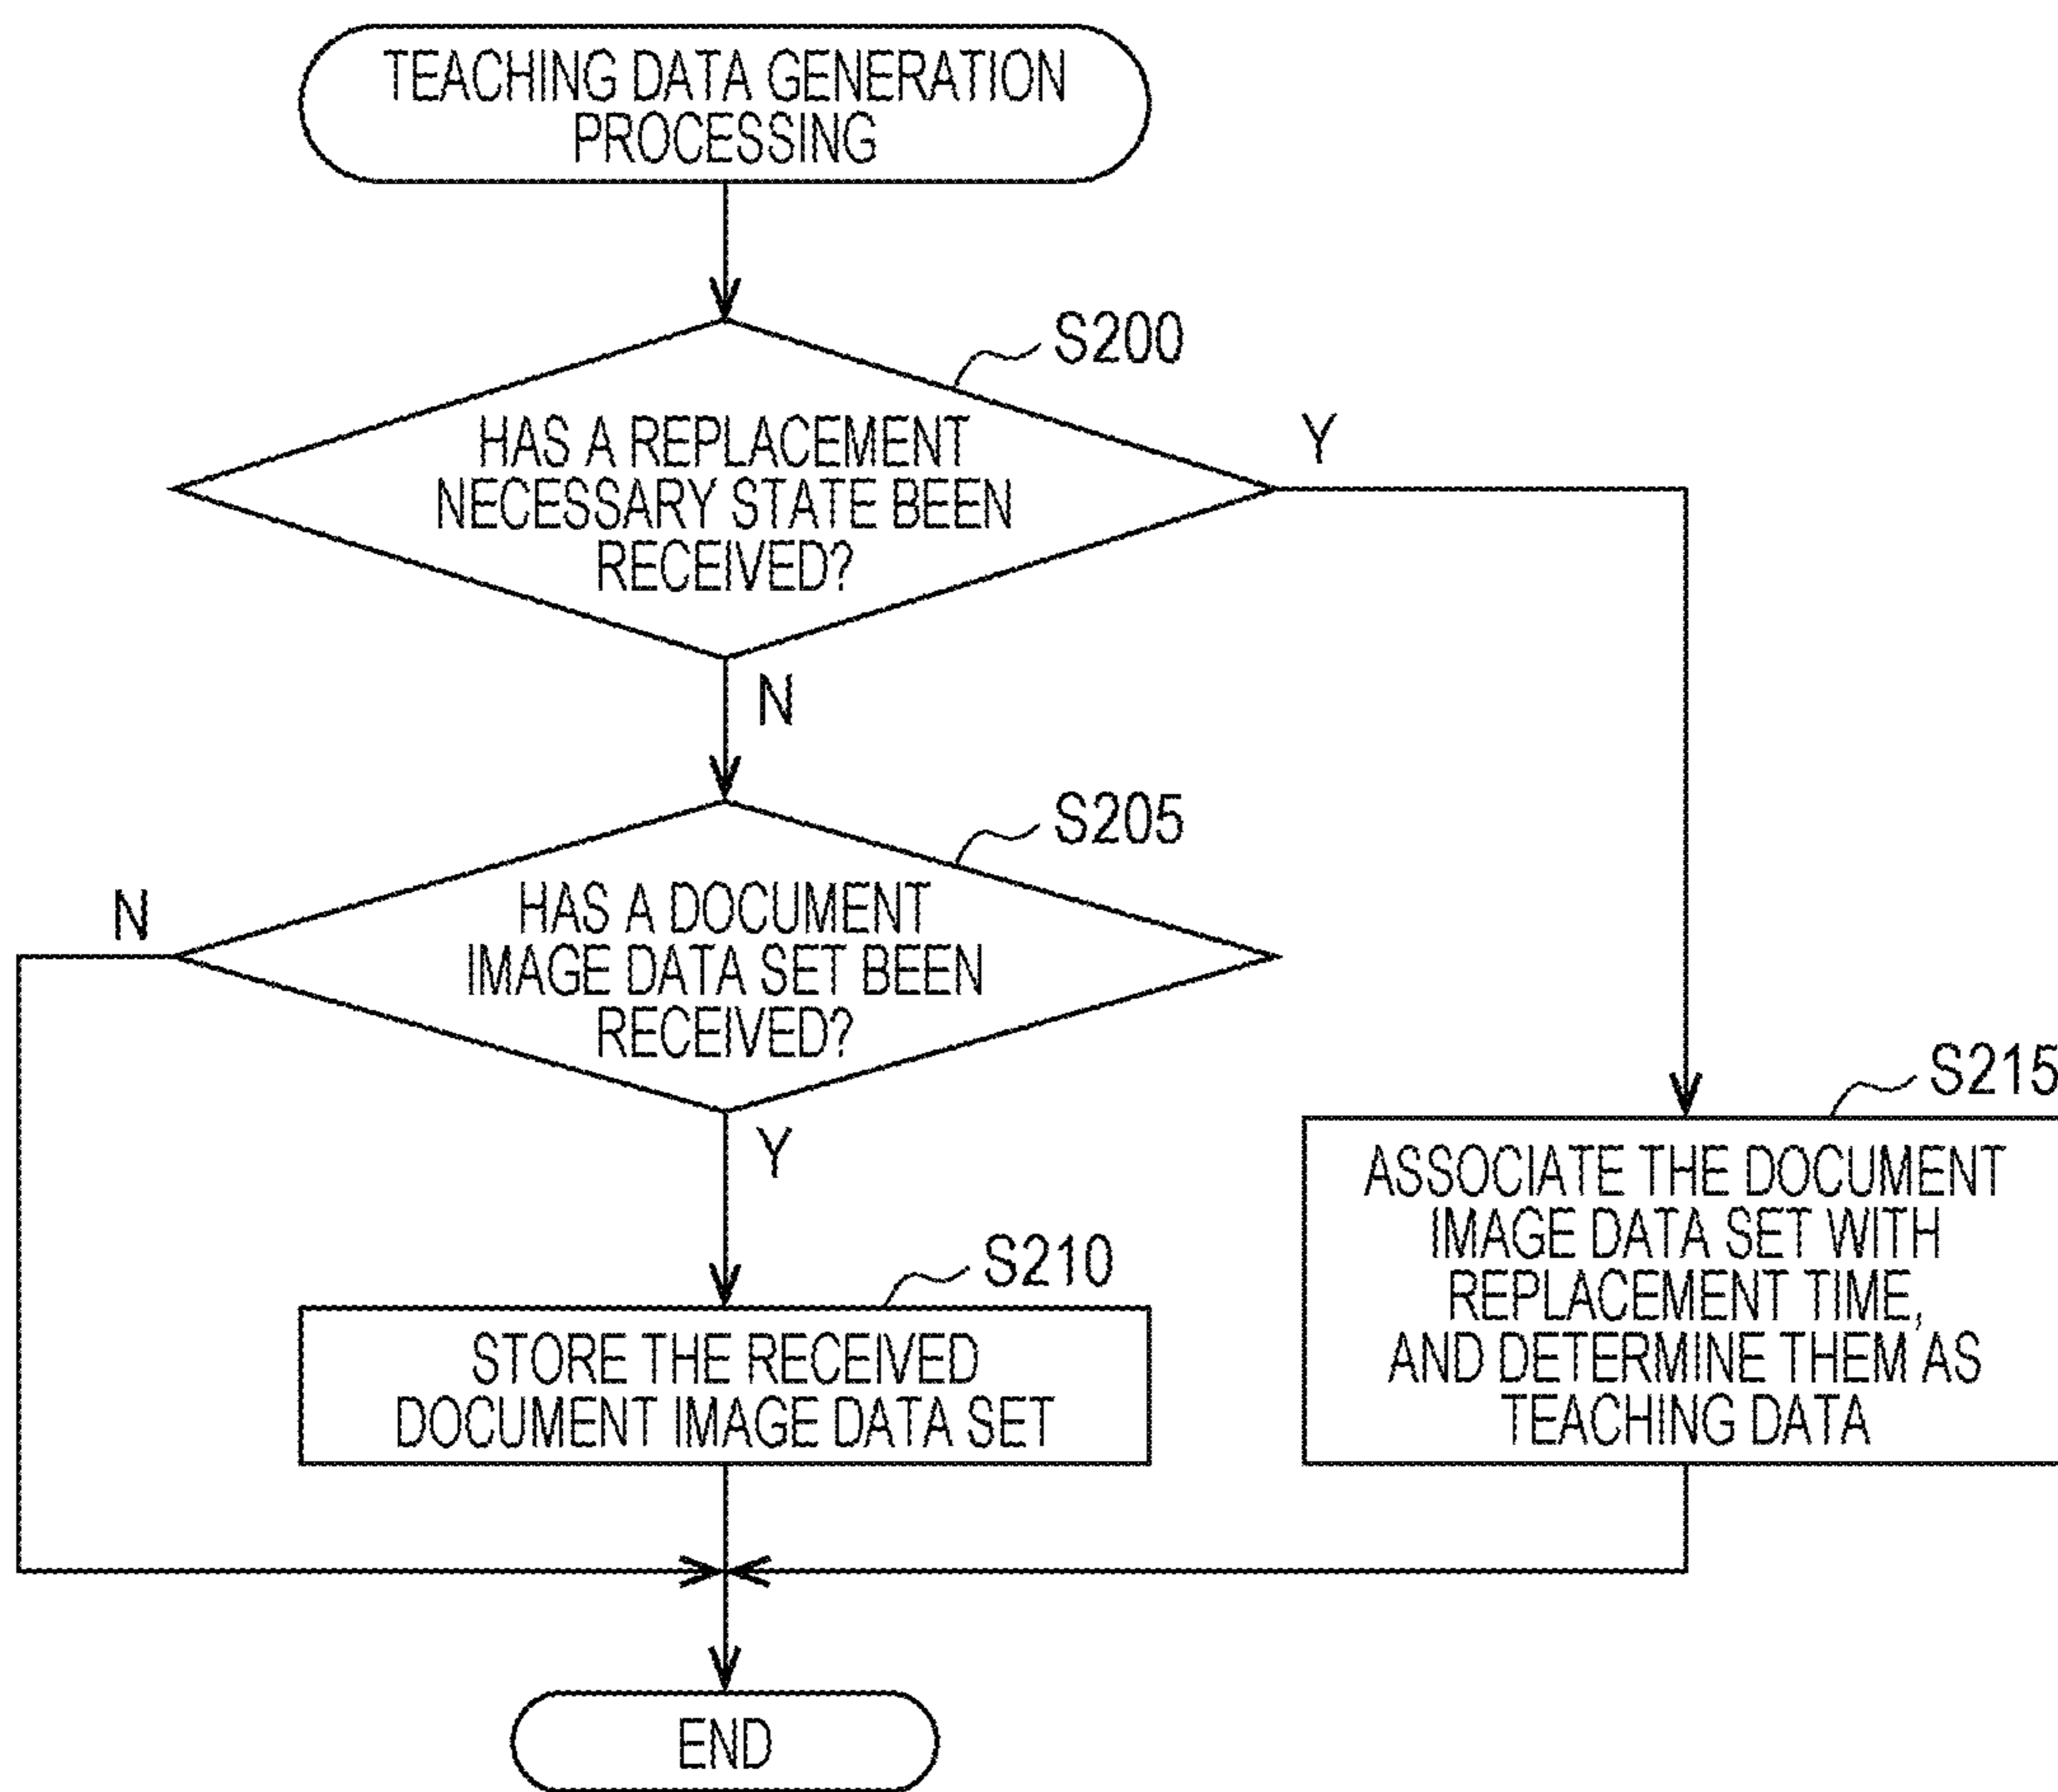 TEACHING DATA GENERATION
PROCESSING
S200
HAS A REPLACEMENT
NECESSARY STATE BEEN
RECEIVED?
Y
N
S205
HAS A DOCUMENT
IMAGE DATA SET BEEN
RECEIVED?
N
Y
S210
STORE THE RECEIVED
DOCUMENT IMAGE DATA SET
S215
ASSOCIATE THE DOCUMENT
IMAGE DATA SET WITH
REPLACEMENT TIME,
AND DETERMINE THEM AS
TEACHING DATA
END